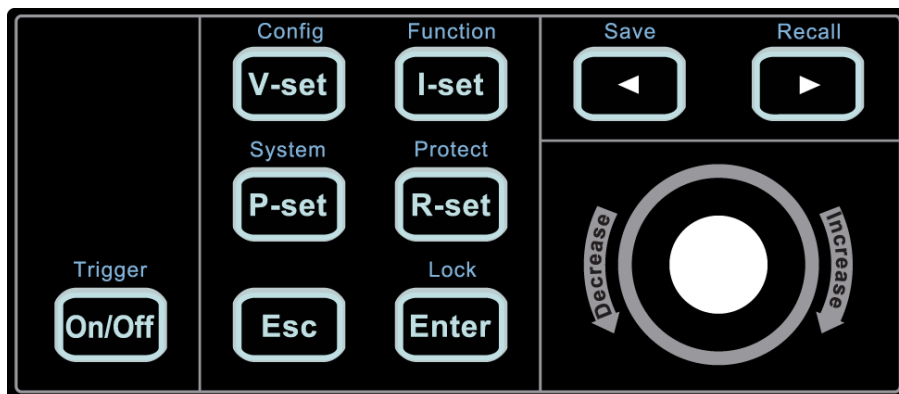 Config Function Save Recall
V-set I-set
System Protect
P-set R-set
Decrease Increase
Trigger Lock
On/Off Esc Enter